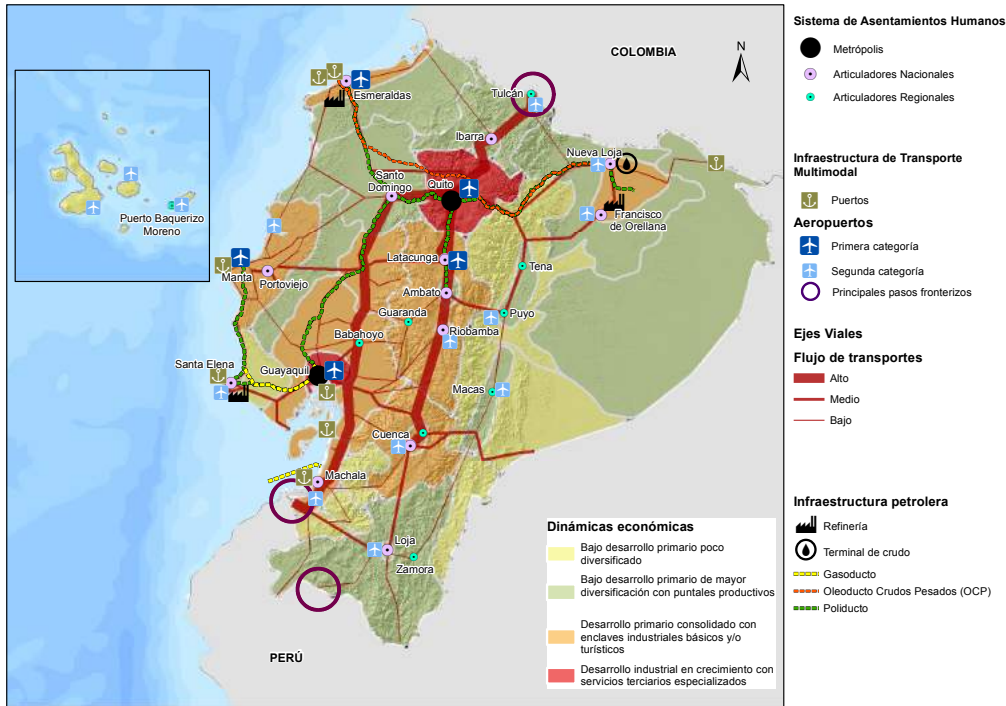 COLOMBIA
N
Esmeraldas
Tulcán
Ibarra
Nueva Loja
Santo
Domingo
Quito
Francisco
de Orellana
Puerto Baquerizo
Moreno
Latacunga
Tena
Manta
Portoviejo
Ambato
Guaranda
Puyo
Babahoyo
Riobamba
Santa Elena
Guayaquil
Macas
Cuenca
Machala
Loja
Zamora
PERÚ
Dinámicas económicas
Bajo desarrollo primario poco
diversificado
Bajo desarrollo primario de mayor
diversificación con puntales productivos
Desarrollo primario consolidado con
enclaves industriales básicos y/o
turísticos
Desarrollo industrial en crecimiento con
servicios terciarios especializados
Sistema de Asentamientos Humanos
Metrópolis
Articuladores Nacionales
Articuladores Regionales
Infraestructura de Transporte
Multimodal
Puertos
Aeropuertos
Primera categoría
Segunda categoría
Principales pasos fronterizos
Ejes Viales
Flujo de transportes
Alto
Medio
Bajo
Infraestructura petrolera
Refinería
Terminal de crudo
Gasoducto
Oleoducto Crudos Pesados (OCP)
Poliducto